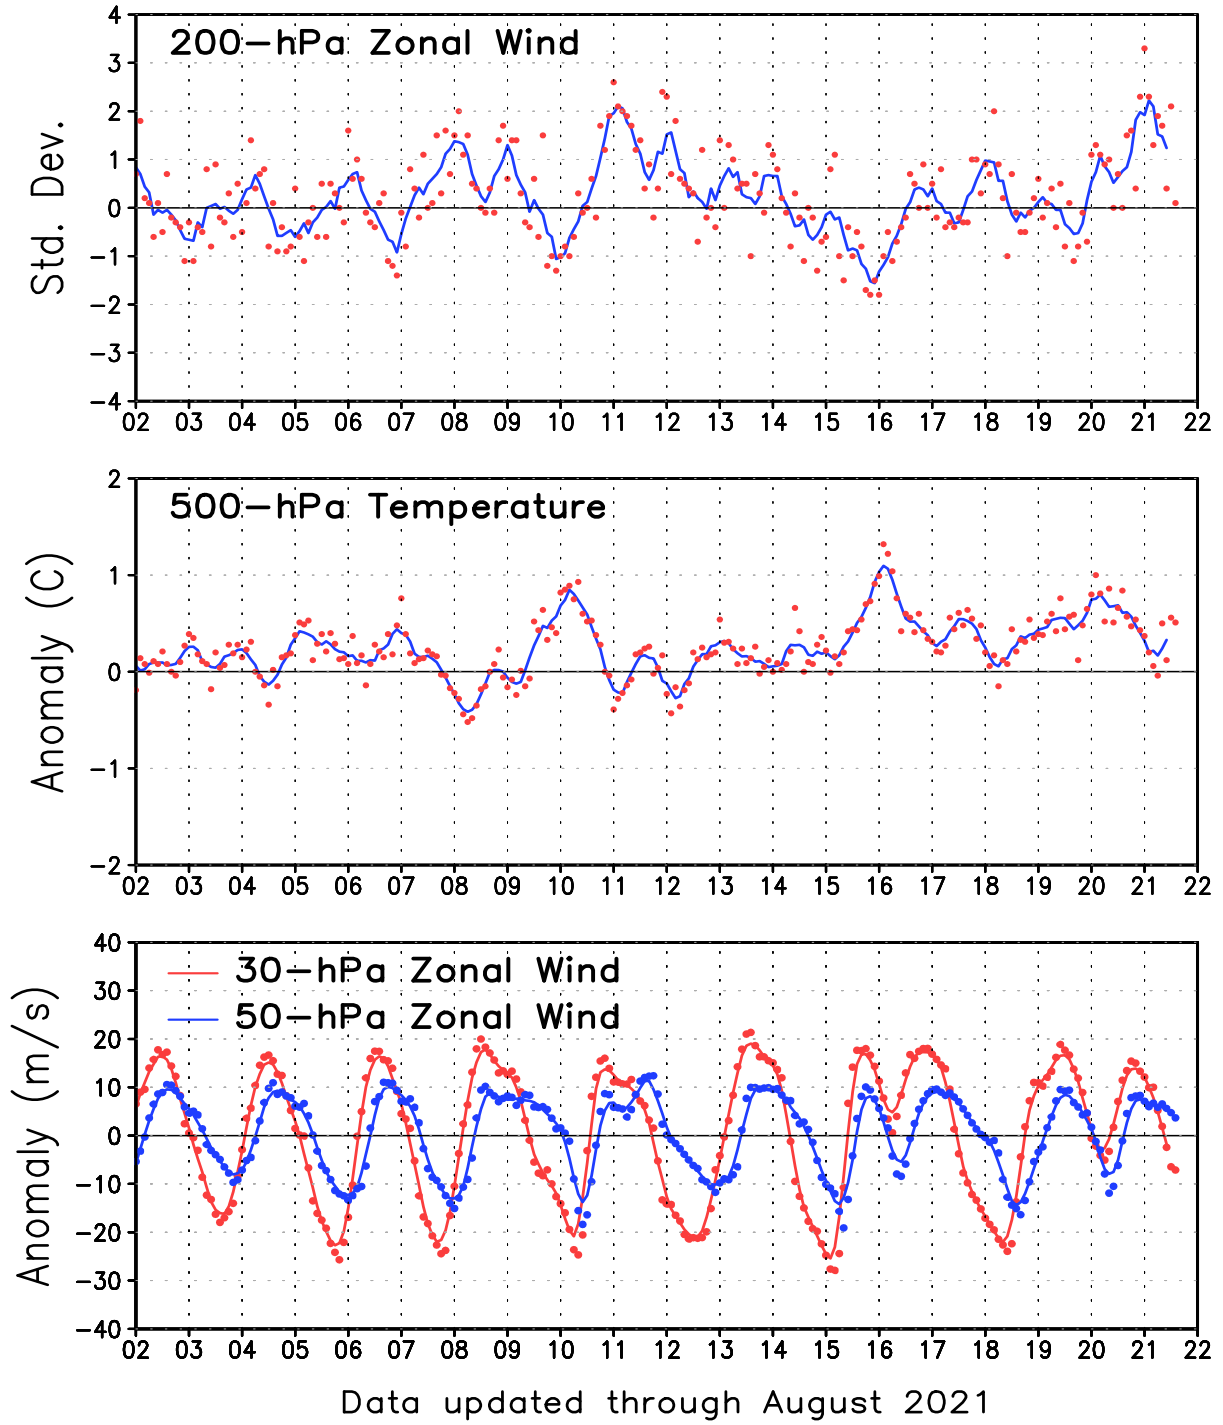 200-hPa Zonal Wind
Std. Dev.
4
3
2
1
0
-1
-2
-3
-4
02 03 04 05 06 07 08 09 10 11 12 13 14 15 16 17 18 19 20 21 22
500-hPa Temperature
Anomaly (C)
2
1
0
-1
-2
02 03 04 05 06 07 08 09 10 11 12 13 14 15 16 17 18 19 20 21 22
30-hPa Zonal Wind
50-hPa Zonal Wind
Anomaly (m/s)
40
30
20
10
0
-10
-20
-30
-40
02 03 04 05 06 07 08 09 10 11 12 13 14 15 16 17 18 19 20 21 22
Data updated through August 2021